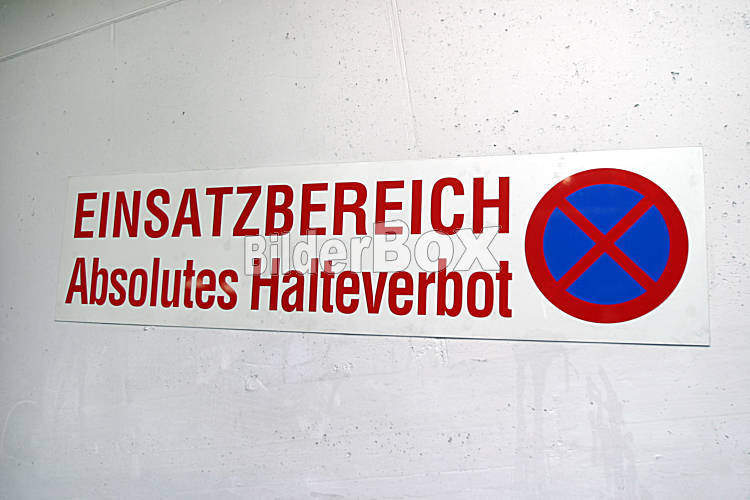 EINSATZBEREICH
BilderBOX
Absolutes Halteverbot